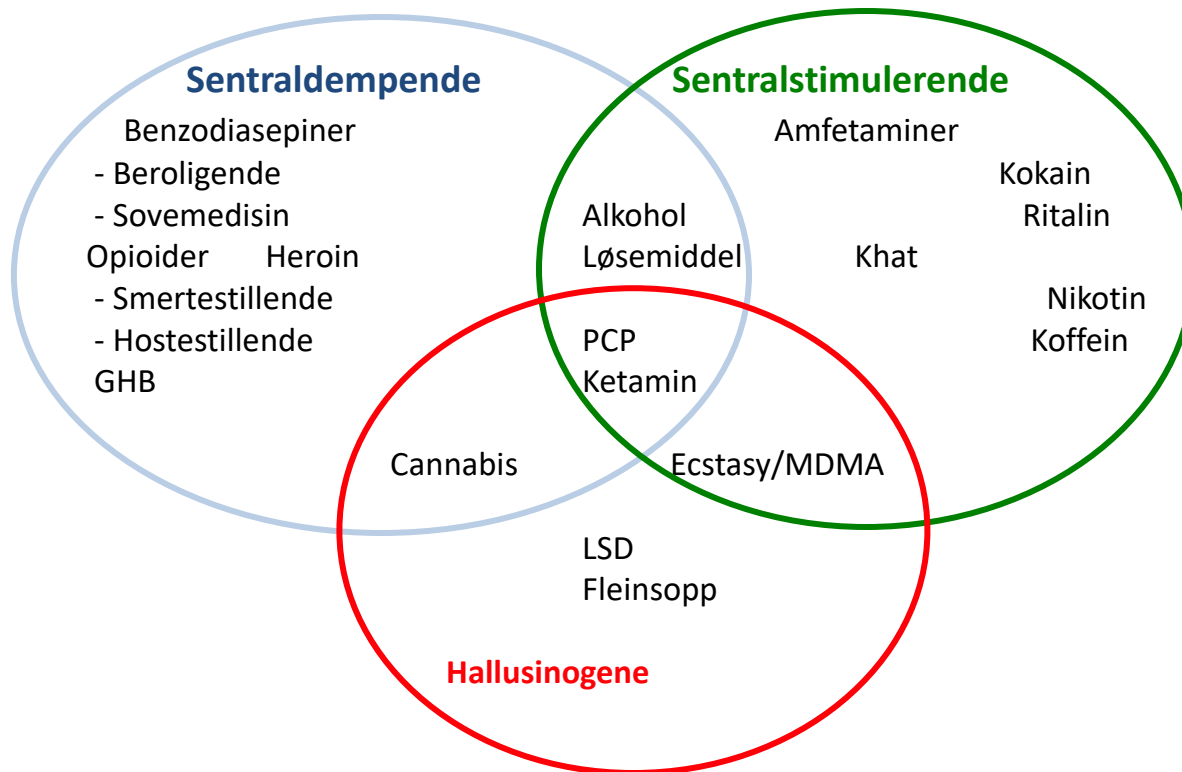 Sentraldempende
Sentralstimulerende
Benzodiasepiner
- Beroligende
- Sovemedisin
Opioider Heroin
- Smertestillende
- Hostestillende
GHB
Alkohol
Løsemiddel
Amfetaminer
Kokain
Ritalin
Khat
Nikotin
Koffein
PCP
Ketamin
Cannabis
Ecstasy/MDMA
LSD
Fleinsopp
Hallusinogene